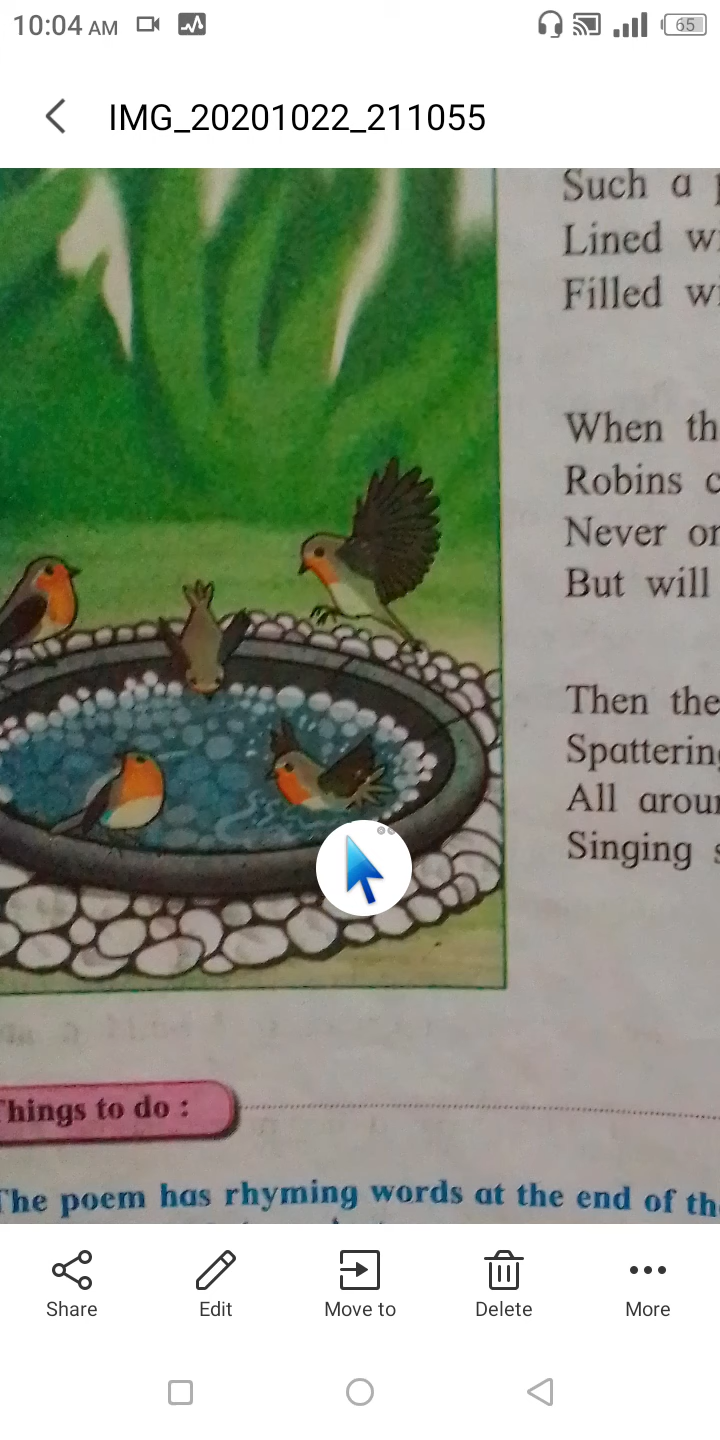 10:04 AM
65
IMG_20201022_211055
Such a
Lined
Filled
When th
Robins c
Never or
But will
Then the
Spattering
All arou
Singing s
Things to do :
The poem has rhyming words at the end of th
Share
Edit
Move to
Delete
More